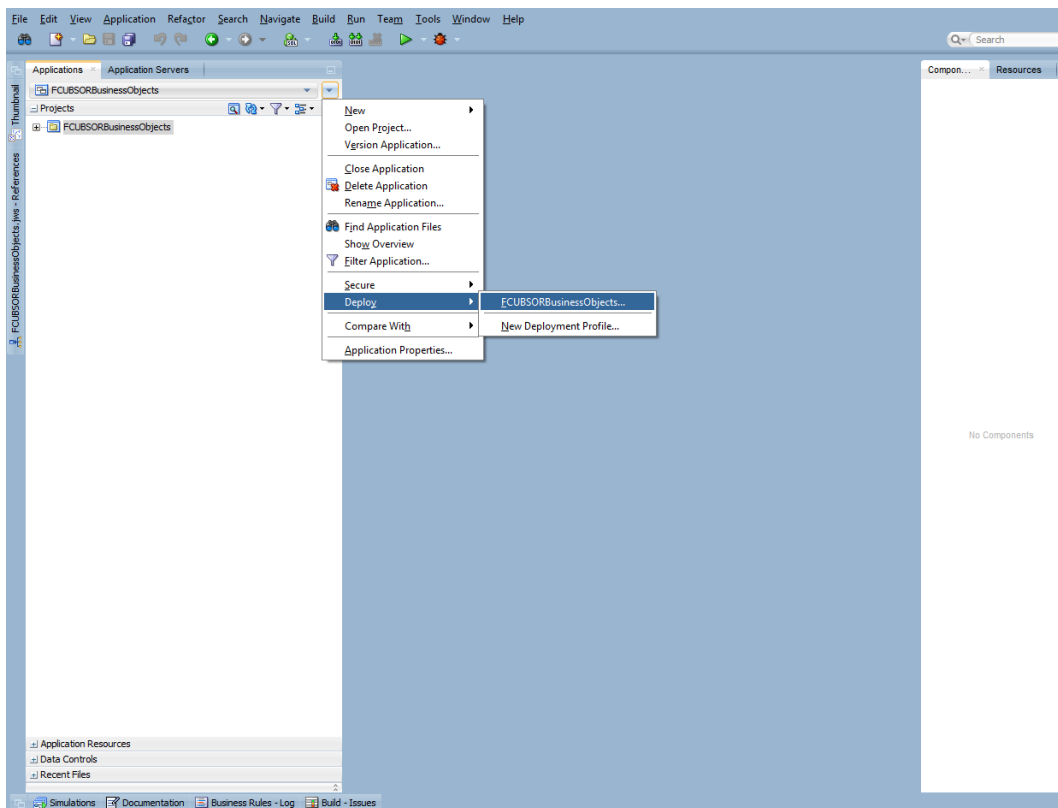 File Edit View Application Refactor Search Navigate Build Run Team Tools Window Help
Search
Applications Application Servers
Compon... Resources
FCUBSORBusinessObjects
Projects
FCUBSORBusinessObjects
Thumbnail
FCUBSORBusinessObjects.jws - References
New
Open Project...
Version Application...
Close Application
Delete Application
Rename Application...
Find Application Files
Show Overview
Filter Application...
Secure
Deploy
FCUBSORBusinessObjects...
Compare With
New Deployment Profile...
Application Properties...
No Components
Application Resources
Data Controls
Recent Files
Simulations Documentation Business Rules - Log Build - Issues